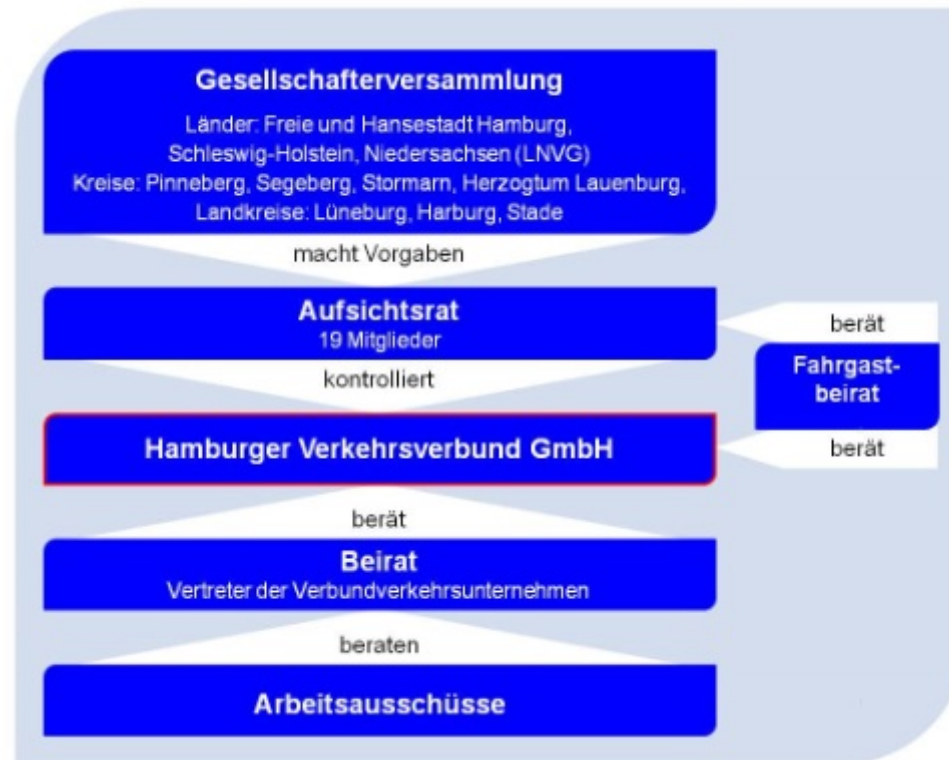 Gesellschafterversammlung
Länder: Freie und Hansestadt Hamburg,
Schleswig-Holstein, Niedersachsen (LNVG)
Kreise: Pinneberg, Segeberg, Stormarn, Herzogtum Lauenburg,
Landkreise: Lüneburg, Harburg, Stade
macht Vorgaben
Aufsichtsrat
19 Mitglieder
berät
kontrolliert
Fahrgast-
beirat
Hamburger Verkehrsverbund GmbH
berät
berät
Beirat
Vertreter der Verbundverkehrsunternehmen
beraten
Arbeitsausschüsse